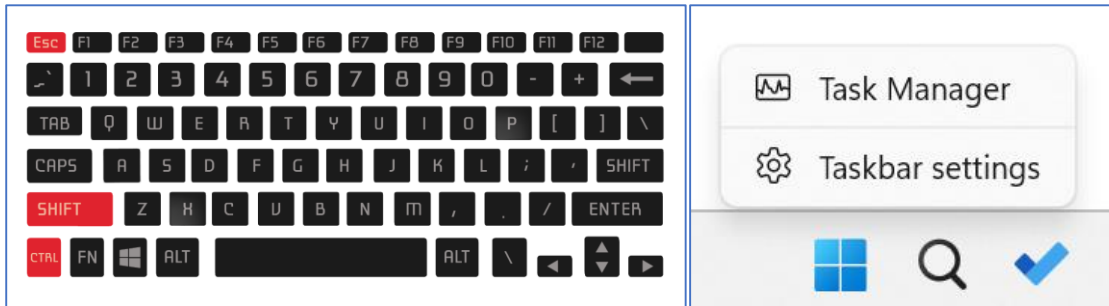 Esc F1 F2 F3 F4 F5 F6 F7 F8 F9 F10 F11 F12
1 2 3 4 5 6 7 8 9 0 - +
TAB Q W E R T Y U I O P [ ] \
CAPS A S D F G H J K L ; ' SHIFT
SHIFT Z X C V B N M , . / ENTER
CTRL FN ALT ALT \
Task Manager
Taskbar settings